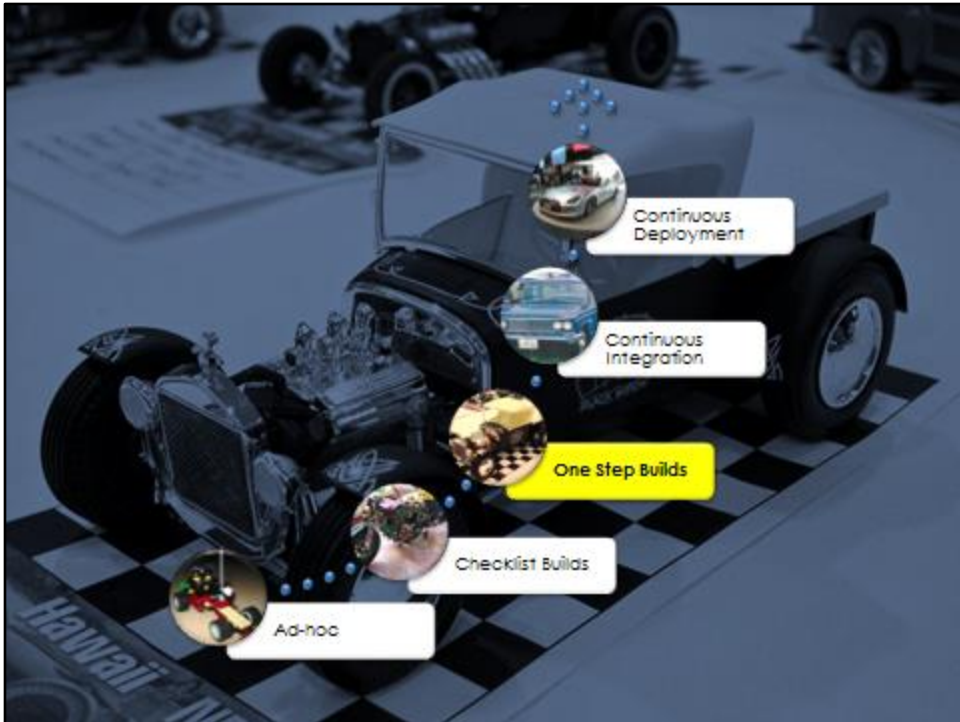 Continuous
Deployment
Continuous
Integration
One Step Builds
Checklist Builds
Ad-hoc
Hawaii